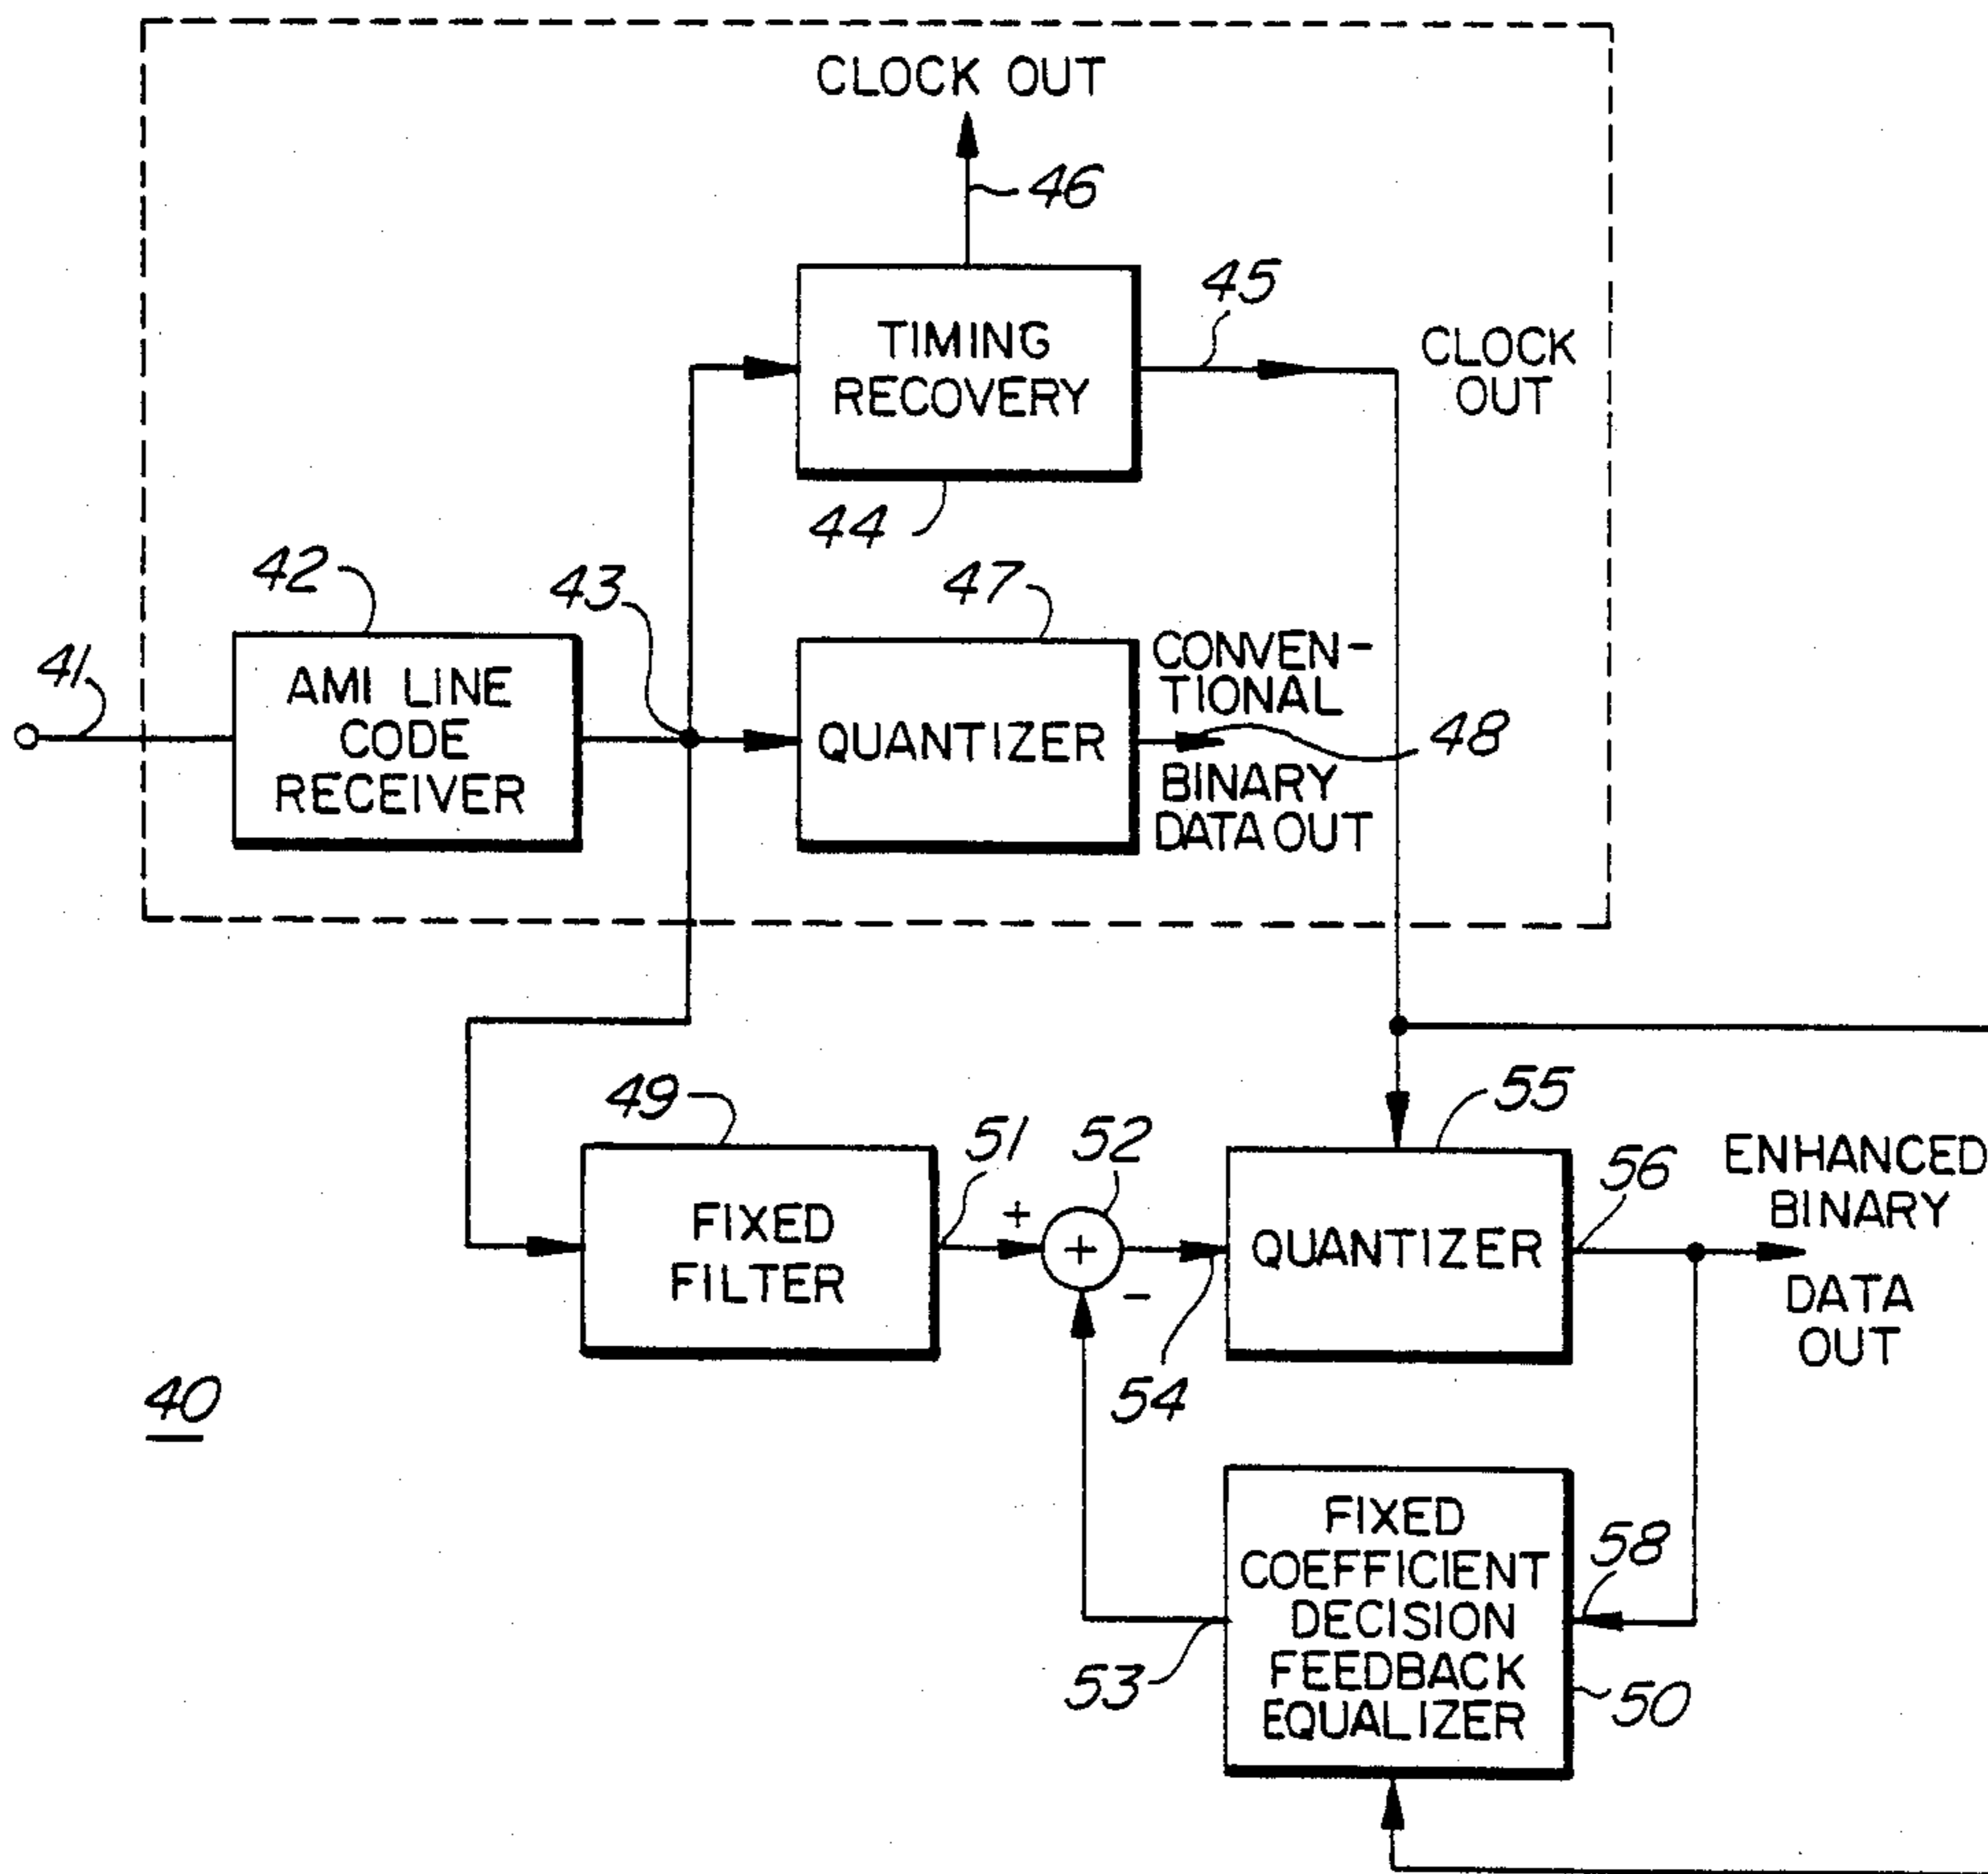 CLOCK OUT
46
45
TIMING
RECOVERY
CLOCK
OUT
44
42
43
47
41
AMI LINE
CODE
RECEIVER
QUANTIZER
CONVEN-
TIONAL
48
BINARY
DATA OUT
49
51
52
55
56
ENHANCED
BINARY
DATA
OUT
FIXED
FILTER
+
+
-
QUANTIZER
54
40
FIXED
COEFFICIENT
DECISION
FEEDBACK
EQUALIZER
58
53
50